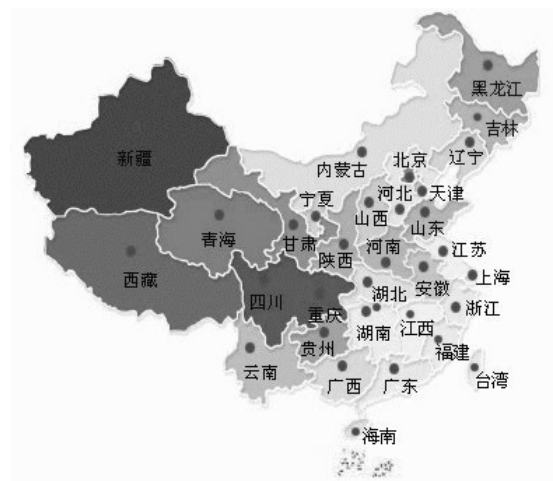 黑龙江
吉林
辽宁
新疆
内蒙古
北京
天津
河北
宁夏
山西
山东
青海
甘肃
陕西
河南
江苏
西藏
安徽
上海
四川
重庆
湖北
浙江
湖南
江西
贵州
福建
云南
广西
广东
台湾
海南